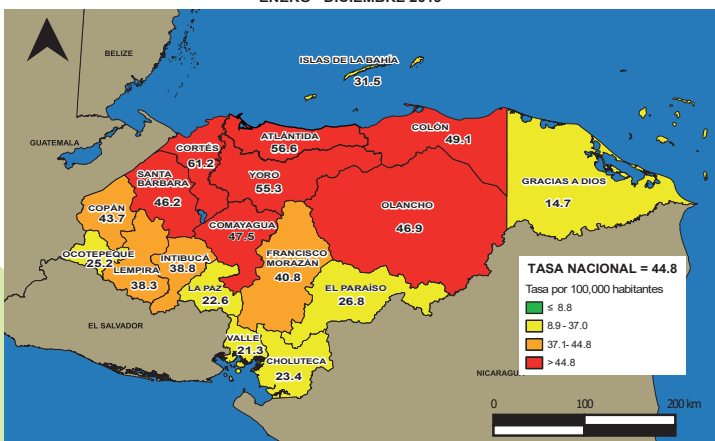 BELIZE
ISLAS DE LA BAHÍA
31.5
GUATEMALA
CORTÉS
61.2
ATLÁNTIDA
56.6
COLÓN
49.1
SANTA
BÁRBARA
46.2
YORO
55.3
GRACIAS A DIOS
14.7
COPÁN
43.7
COMAYAGUA
47.5
OLANCHO
46.9
OCOTEPEQUE
25.2
LEMPIRA
38.3
INTIBUCÁ
38.8
FRANCISCO
MORAZÁN
40.8
LA PAZ
22.6
EL PARAÍSO
26.8
EL SALVADOR
VALLE
21.3
CHOLUTECA
23.4
NICARAGUA
TASA NACIONAL = 44.8
Tasa por 100,000 habitantes
≤ 8.8
8.9 - 37.0
37.1- 44.8
> 44.8
0 100 200 km